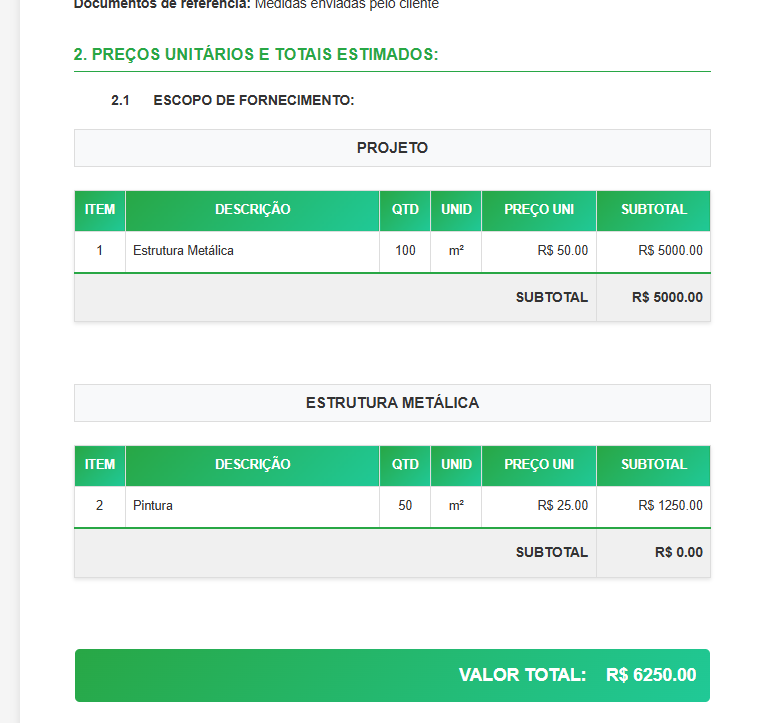 Documentos de referência: Medidas enviadas pelo cliente
2. PREÇOS UNITÁRIOS E TOTAIS ESTIMADOS:
2.1 ESCOPO DE FORNECIMENTO:
PROJETO
ITEM DESCRIÇÃO QTD UNID PREÇO UNI SUBTOTAL
1 Estrutura Metálica 100 m² R$ 50.00 R$ 5000.00
SUBTOTAL R$ 5000.00
ESTRUTURA METÁLICA
ITEM DESCRIÇÃO QTD UNID PREÇO UNI SUBTOTAL
2 Pintura 50 m² R$ 25.00 R$ 1250.00
SUBTOTAL R$ 0.00
VALOR TOTAL: R$ 6250.00